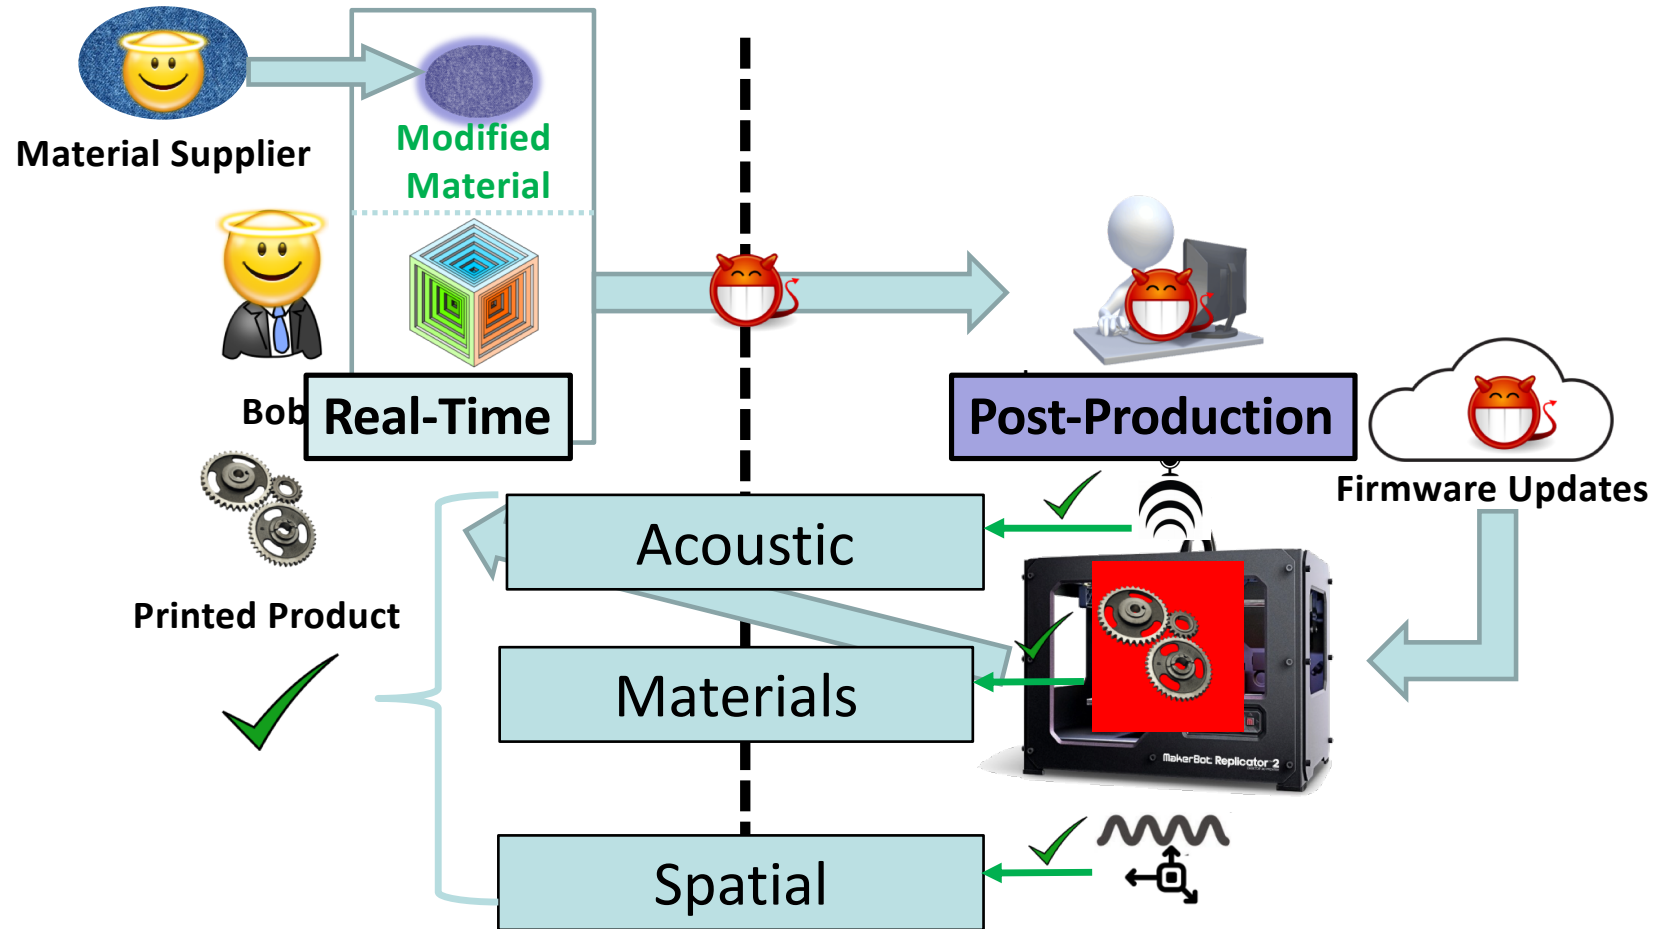 Material Supplier
Modified
Material
Bob
Real-Time
Post-Production
Firmware Updates
Acoustic
Printed Product
Materials
MakerBot Replicator 2
Spatial